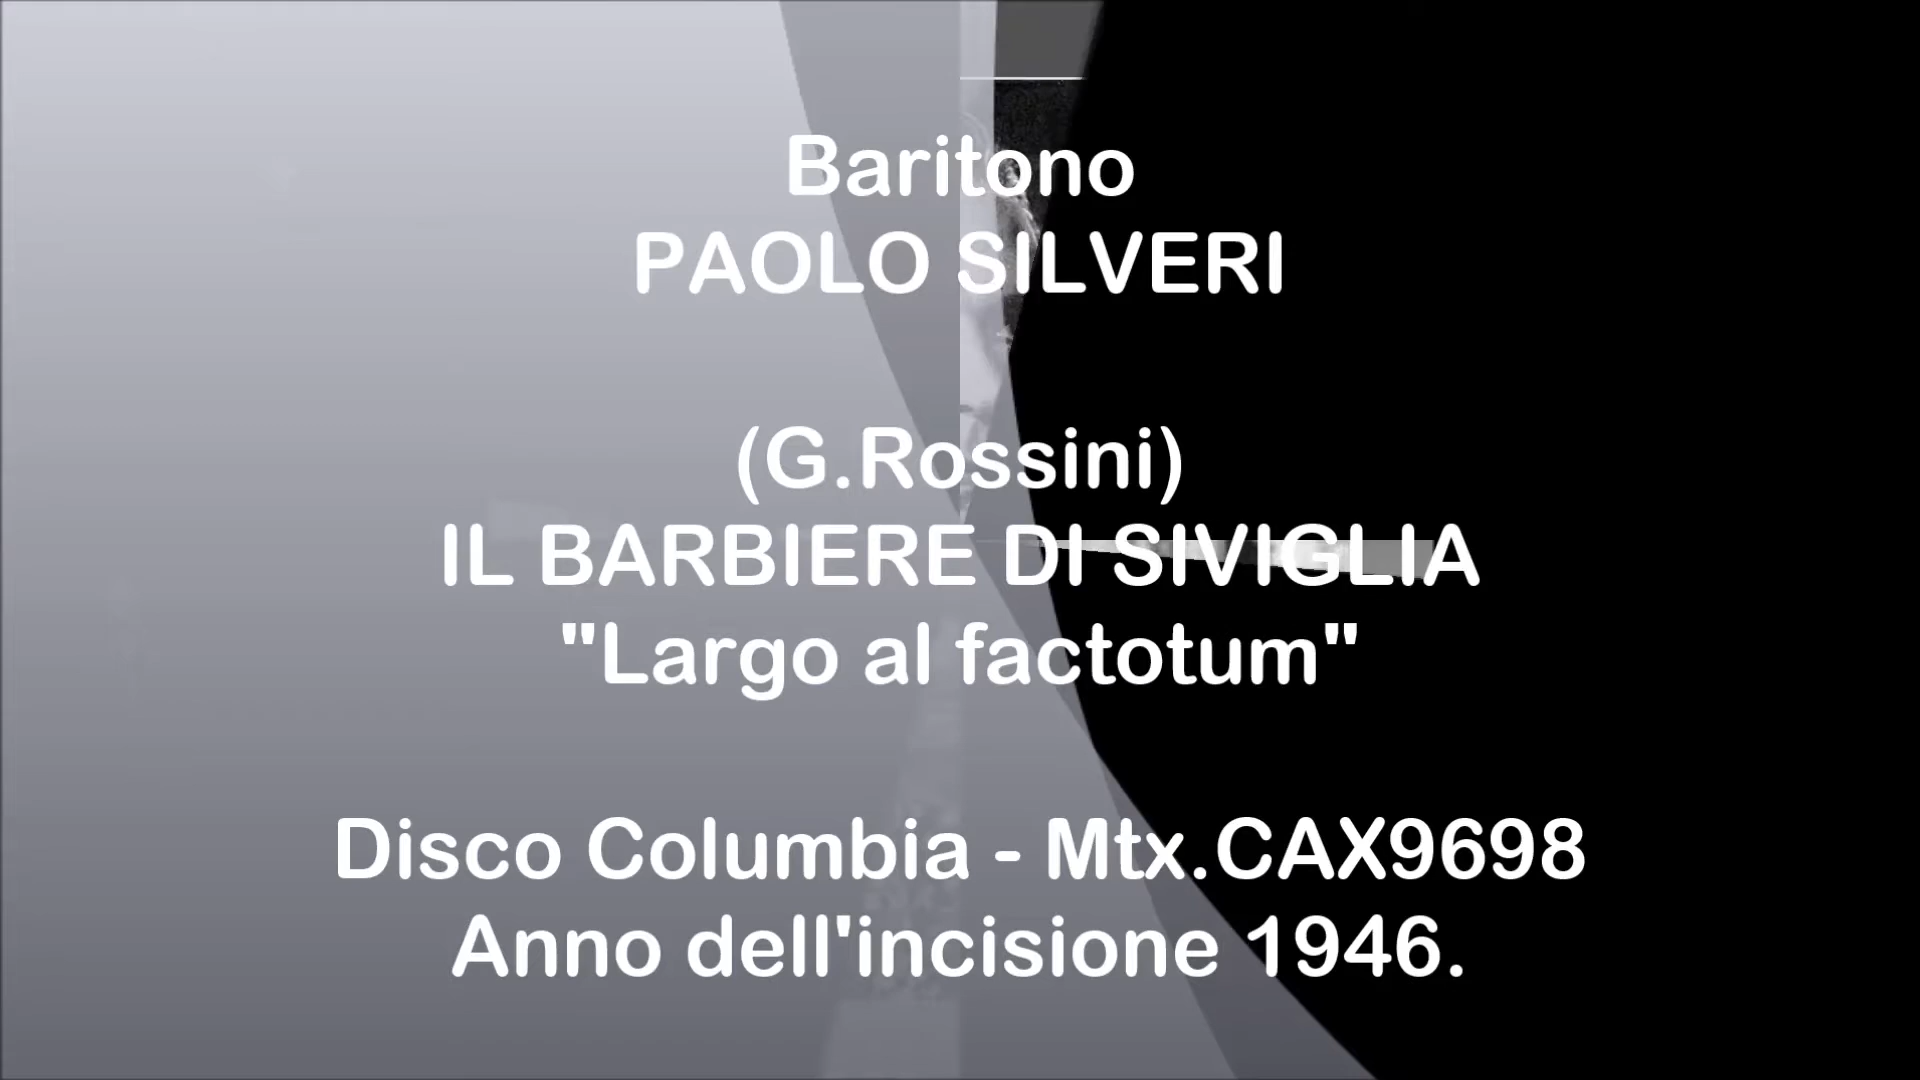 Baritono
PAOLO SILVERI
(G.Rossini)
IL BARBIERE DI SIVIGLIA
"Largo al factotum"
Disco Columbia - Mtx.CAX9698
Anno dell'incisione 1946.